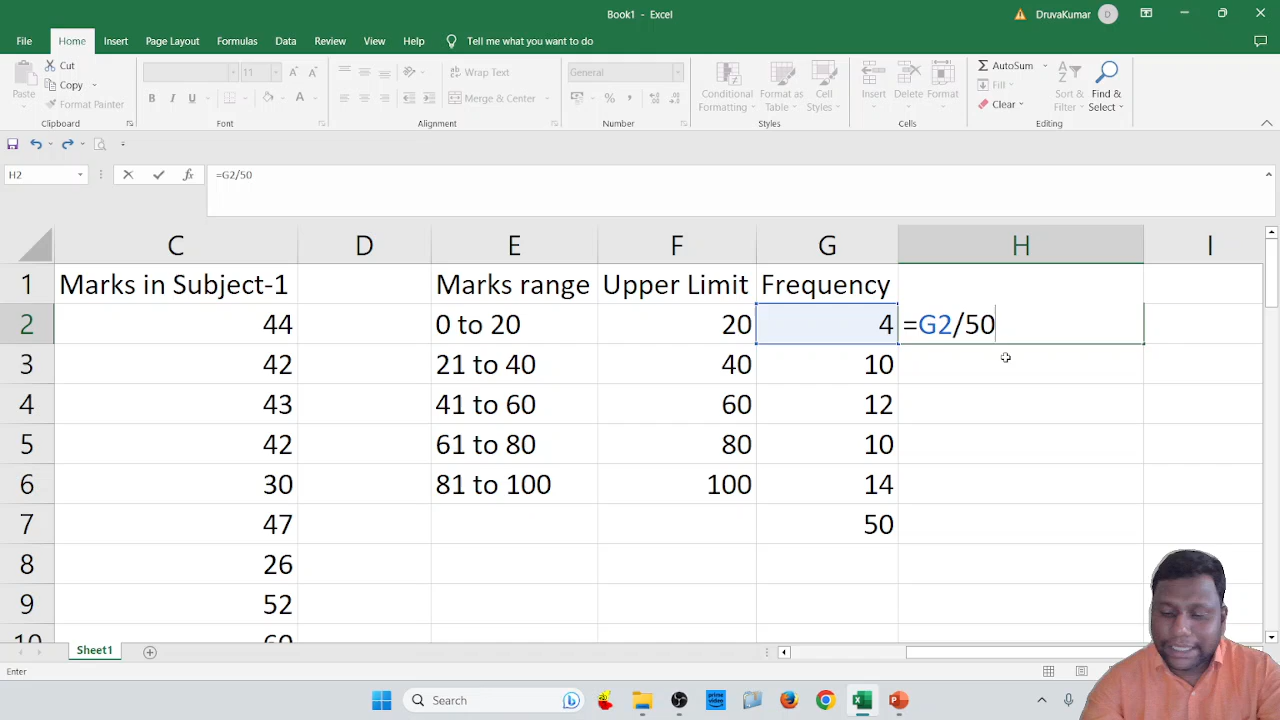 Book1 - Excel
DruvaKumar
D
File
Home
Insert
Page Layout
Formulas
Data
Review
View
Help
Tell me what you want to do
Paste
Cut
Copy
Format Painter
Clipboard
11
B I U
A
Font
Wrap Text
Merge & Center
Alignment
General
%
Number
Conditional Formatting
Format as Table
Cell Styles
Styles
Insert
Delete
Format
Cells
AutoSum
Fill
Clear
Sort & Filter
Find & Select
Editing
H2
fx
=G2/50
C D E F G H I
1 Marks in Subject-1 Marks range Upper Limit Frequency
2 44 0 to 20 20 4 =G2/50
3 42 21 to 40 40 10
4 43 41 to 60 60 12
5 42 61 to 80 80 10
6 30 81 to 100 100 14
7 47 50
8 26
9 52
10 60
Sheet1
Enter
Search